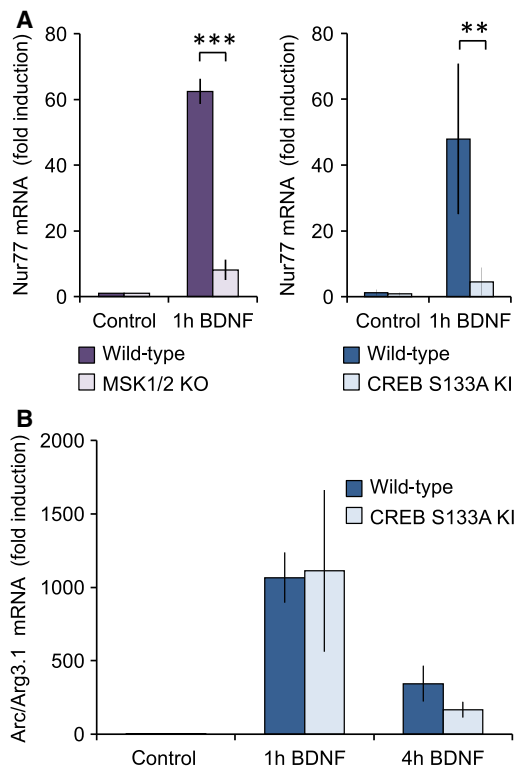 A
Nur77 mRNA (fold induction)
80
60
40
20
0
***
Control
1h BDNF
Wild-type
MSK1/2 KO
Nur77 mRNA (fold induction)
80
60
40
20
0
**
Control
1h BDNF
Wild-type
CREB S133A KI
B
Arc/Arg3.1 mRNA (fold induction)
2000
1500
1000
500
0
Wild-type
CREB S133A KI
Control
1h BDNF
4h BDNF